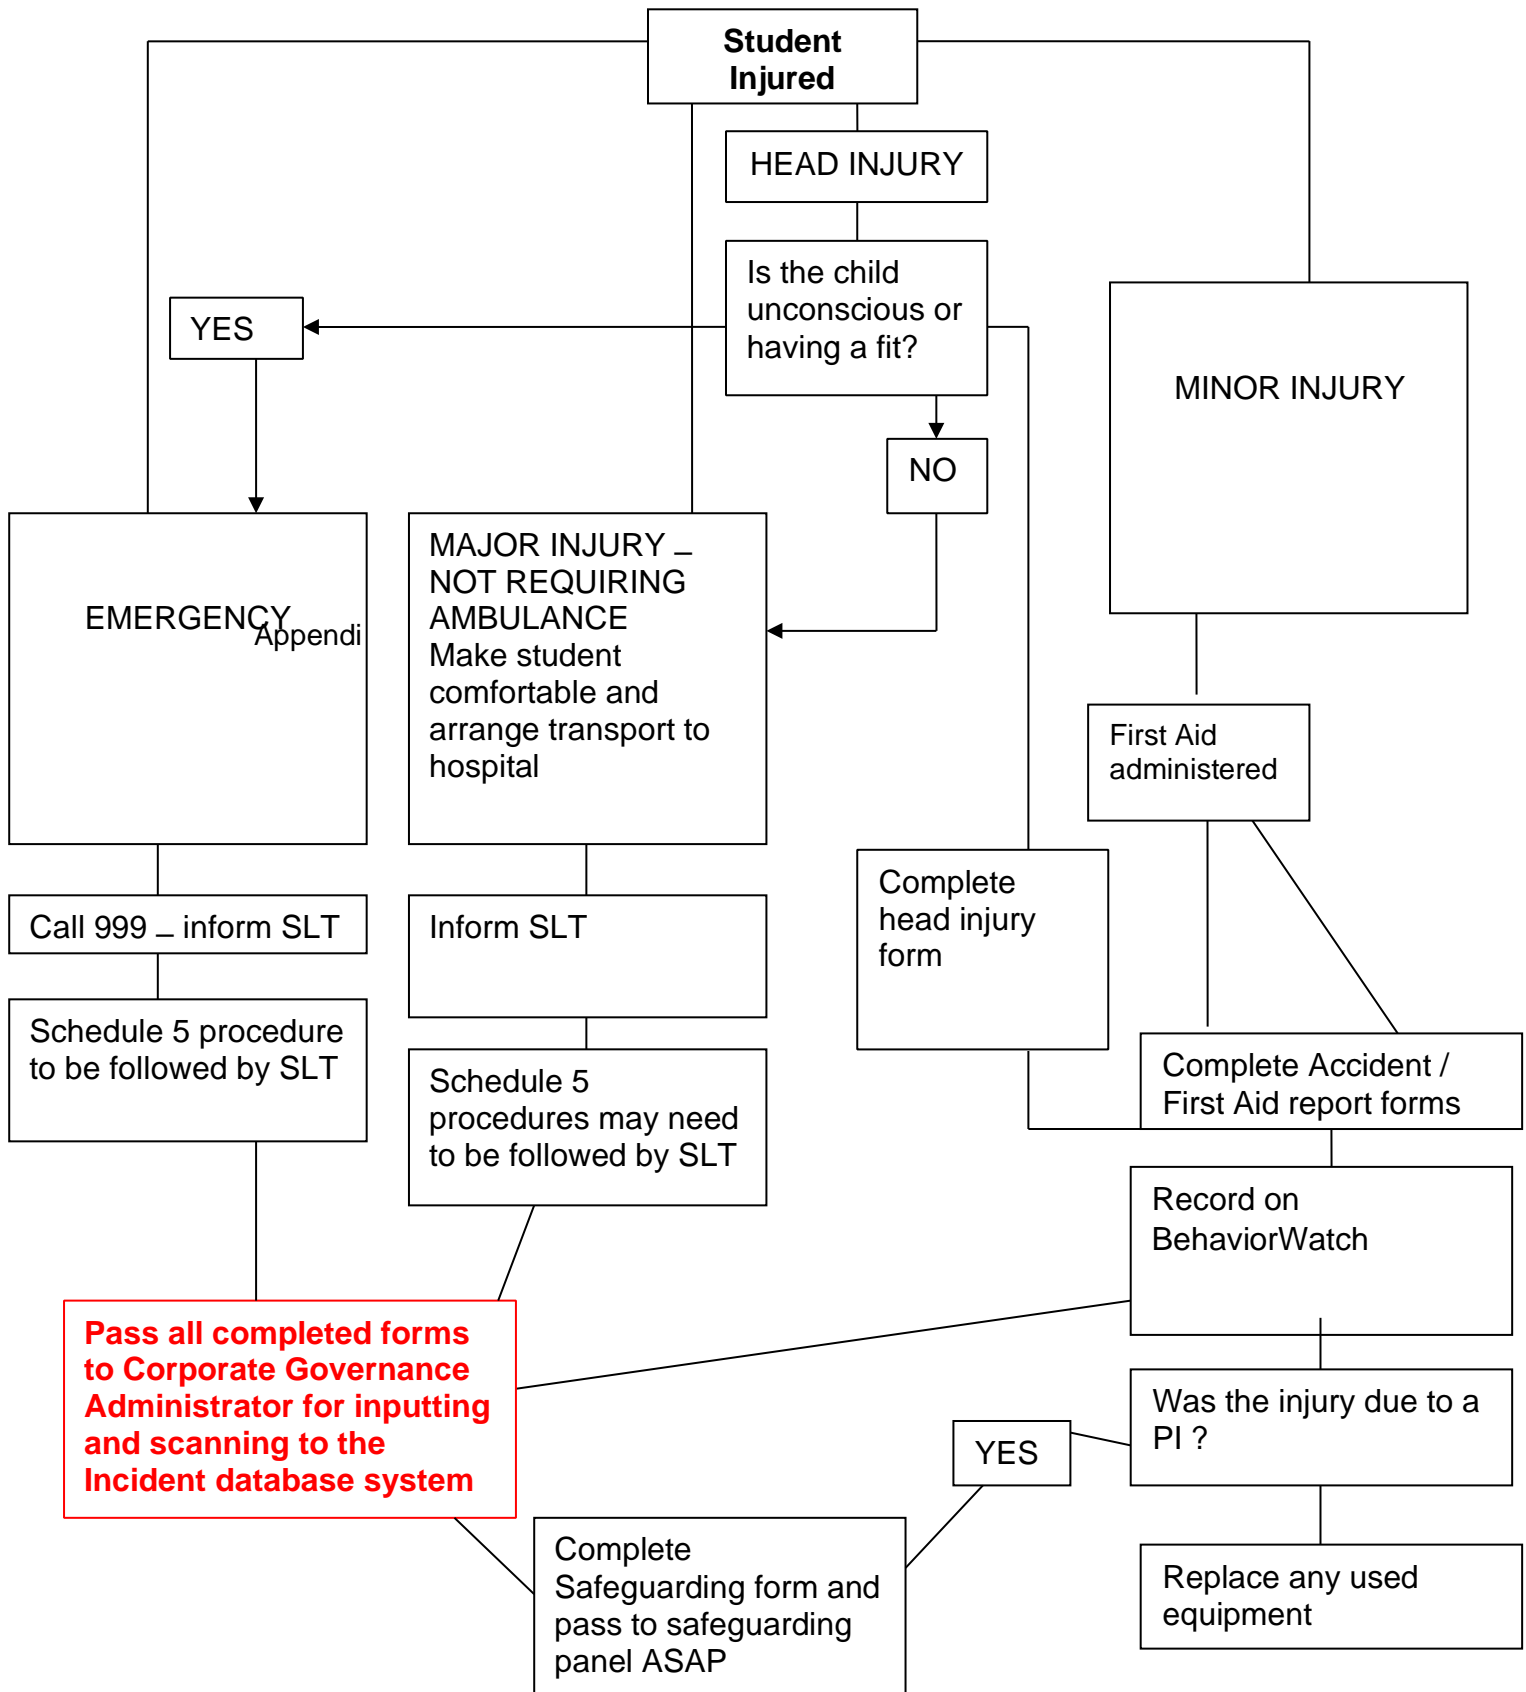 Student
Injured
HEAD INJURY
Is the child
unconscious or
having a fit?
YES
MINOR INJURY
NO
EMERGENCY
Appendi
MAJOR INJURY –
NOT REQUIRING
AMBULANCE
Make student
comfortable and
arrange transport to
hospital
First Aid
administered
Complete
head injury
form
Call 999 – inform SLT
Inform SLT
Schedule 5 procedure
to be followed by SLT
Schedule 5
procedures may need
to be followed by SLT
Complete Accident /
First Aid report forms
Record on
BehaviorWatch
Pass all completed forms
to Corporate Governance
Administrator for inputting
and scanning to the
Incident database system
Was the injury due to a
PI ?
YES
Complete
Safeguarding form and
pass to safeguarding
panel ASAP
Replace any used
equipment